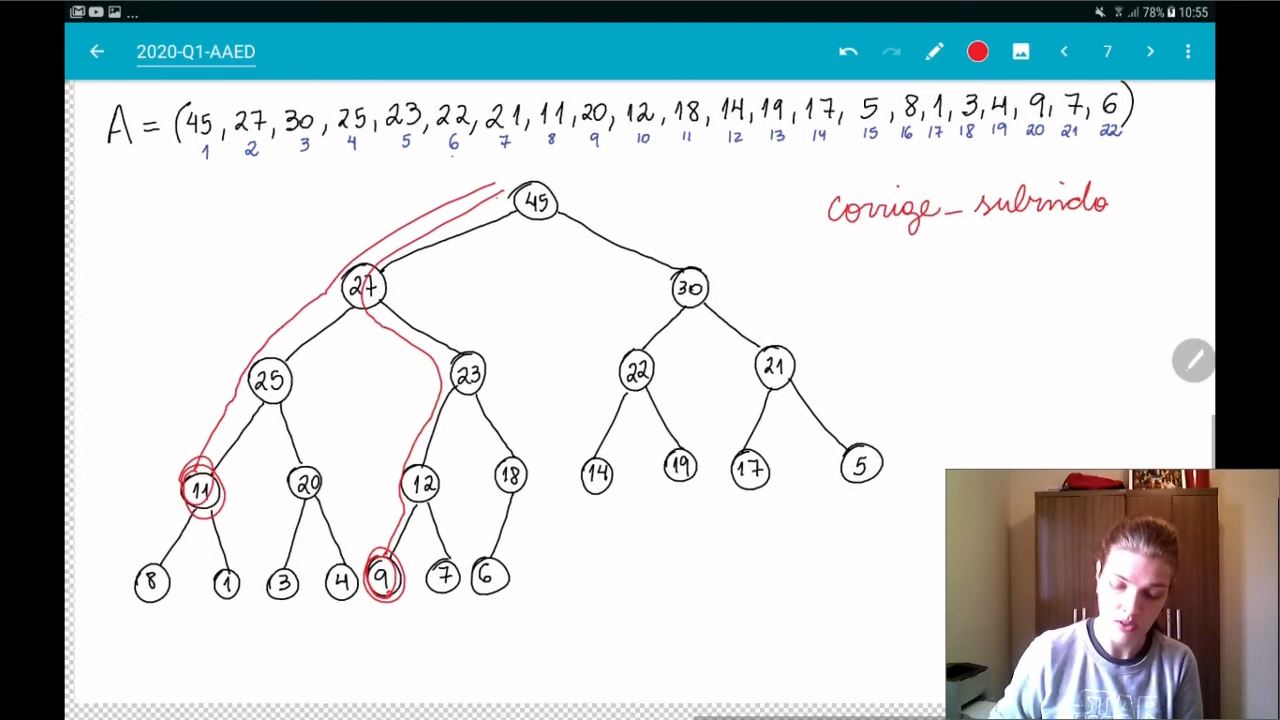 ... 78% 10:55
2020-Q1-AAED 7
A = (45, 27, 30, 25, 23, 22, 21, 11, 20, 12, 18, 14, 19, 17, 5, 8, 1, 3, 4, 9, 7, 6)
1 2 3 4 5 6 7 8 9 10 11 12 13 14 15 16 17 18 19 20 21 22
45
corrige_subindo
27 30
25 23 22 21
11 20 12 18 14 19 17 5
8 1 3 4 9 7 6